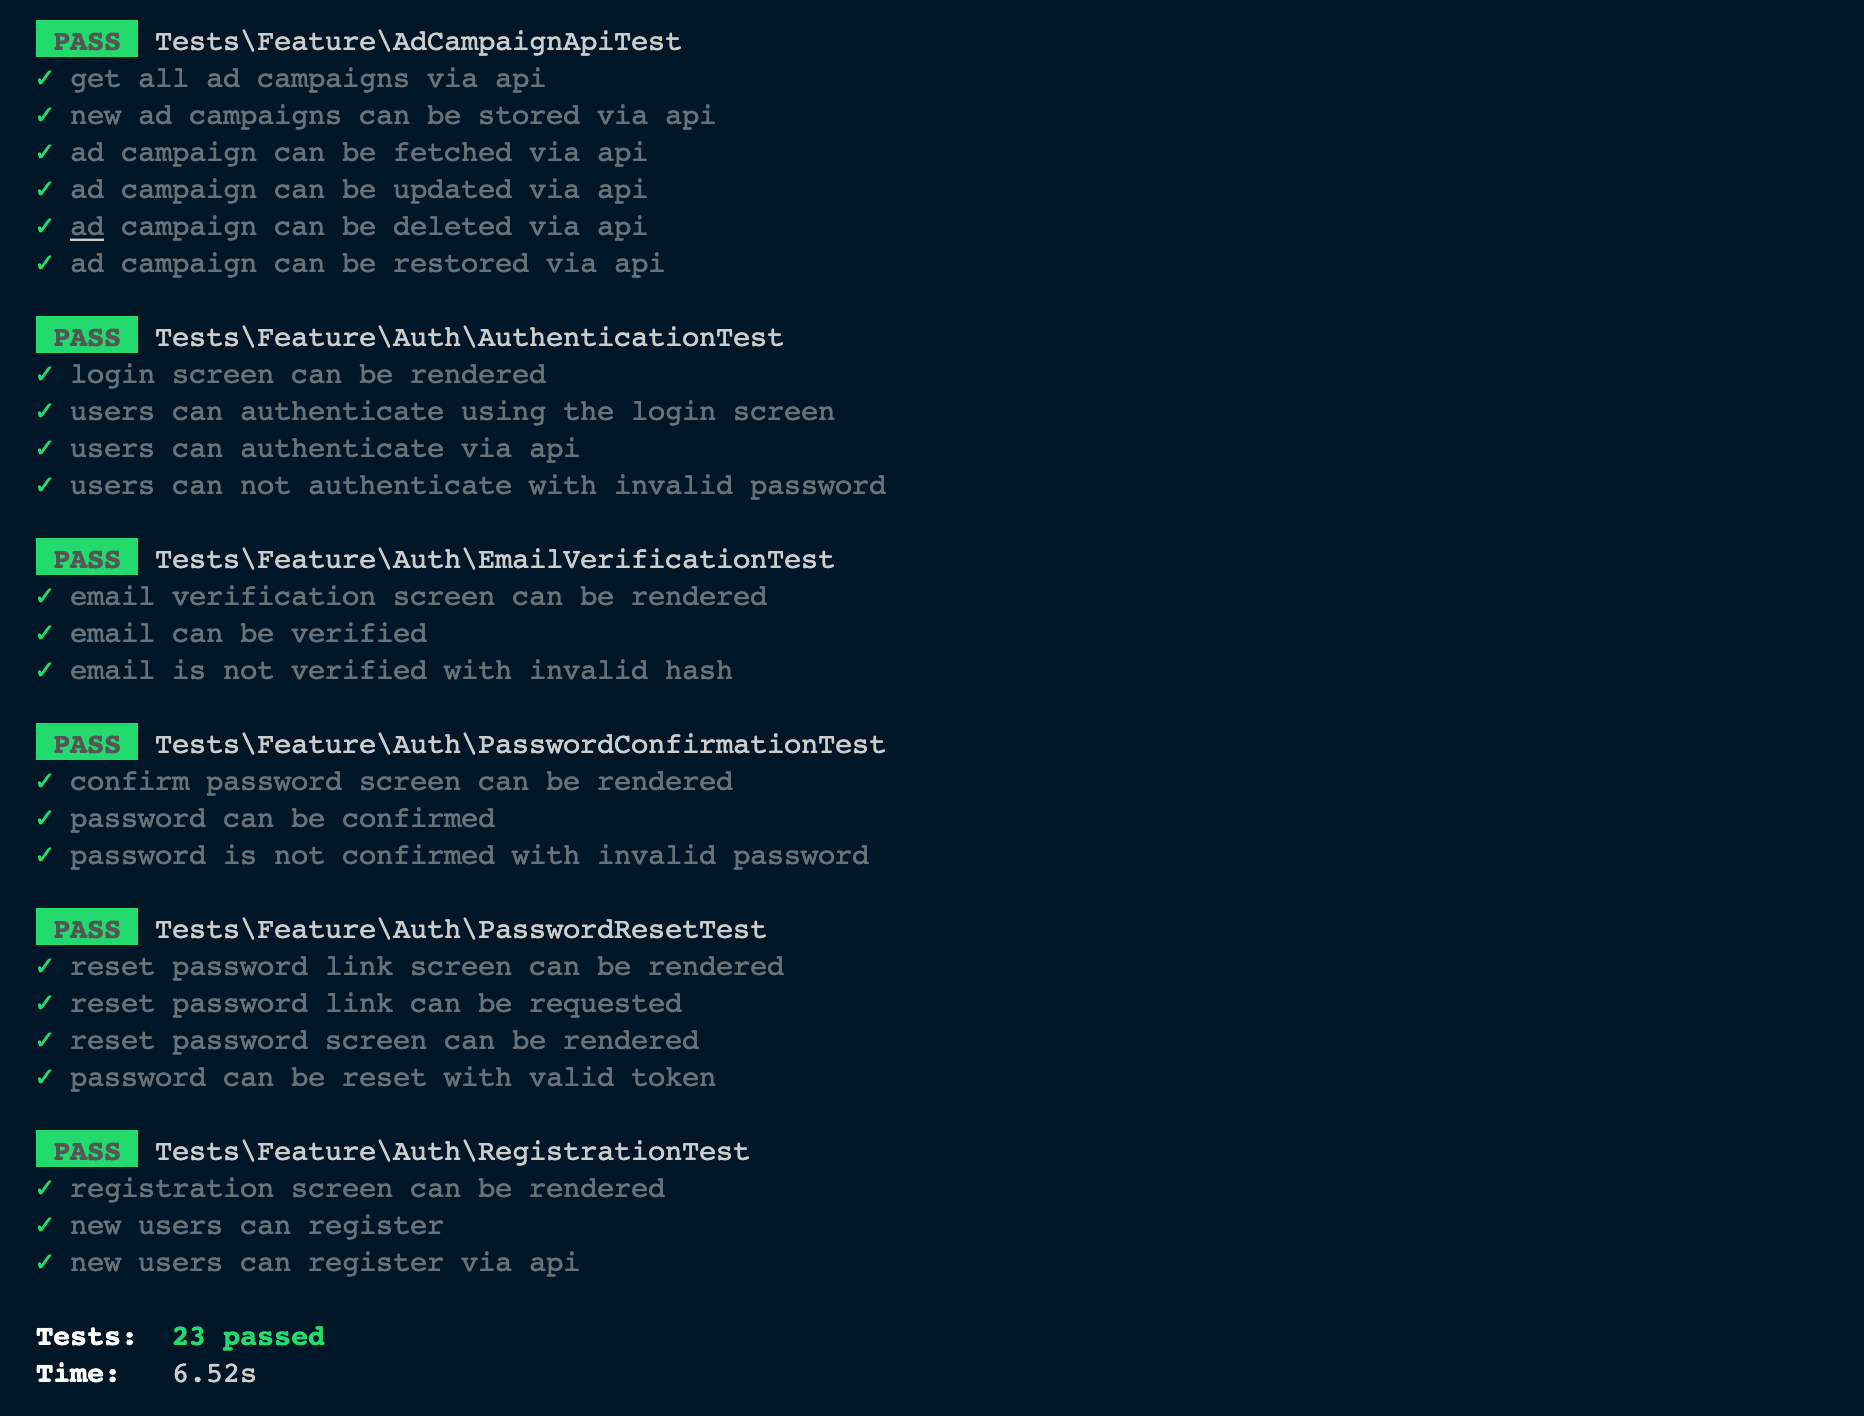 PASS Tests\Feature\AdCampaignApiTest
✓ get all ad campaigns via api
✓ new ad campaigns can be stored via api
✓ ad campaign can be fetched via api
✓ ad campaign can be updated via api
✓ ad campaign can be deleted via api
✓ ad campaign can be restored via api
PASS Tests\Feature\Auth\AuthenticationTest
✓ login screen can be rendered
✓ users can authenticate using the login screen
✓ users can authenticate via api
✓ users can not authenticate with invalid password
PASS Tests\Feature\Auth\EmailVerificationTest
✓ email verification screen can be rendered
✓ email can be verified
✓ email is not verified with invalid hash
PASS Tests\Feature\Auth\PasswordConfirmationTest
✓ confirm password screen can be rendered
✓ password can be confirmed
✓ password is not confirmed with invalid password
PASS Tests\Feature\Auth\PasswordResetTest
✓ reset password link screen can be rendered
✓ reset password link can be requested
✓ reset password screen can be rendered
✓ password can be reset with valid token
PASS Tests\Feature\Auth\RegistrationTest
✓ registration screen can be rendered
✓ new users can register
✓ new users can register via api
Tests: 23 passed
Time: 6.52s